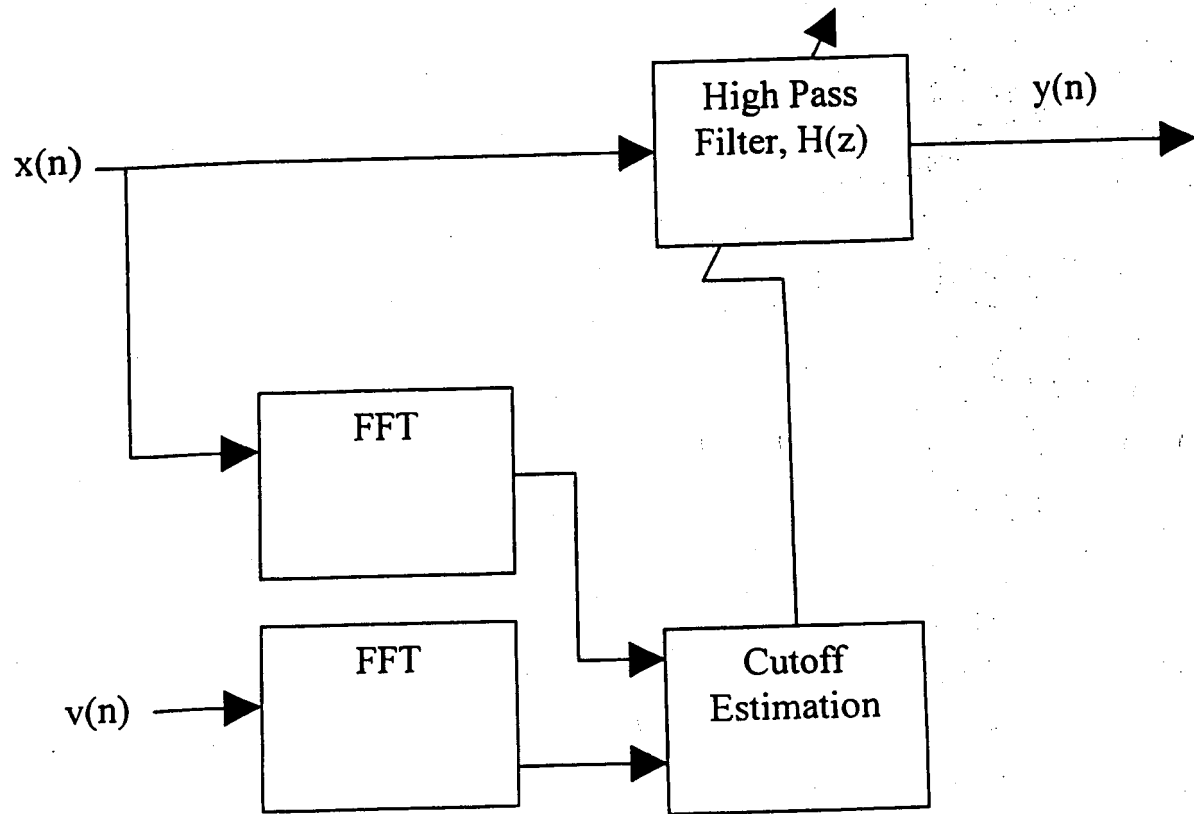 High Pass
Filter, H(z)
y(n)
x(n)
FFT
FFT
v(n)
Cutoff
Estimation